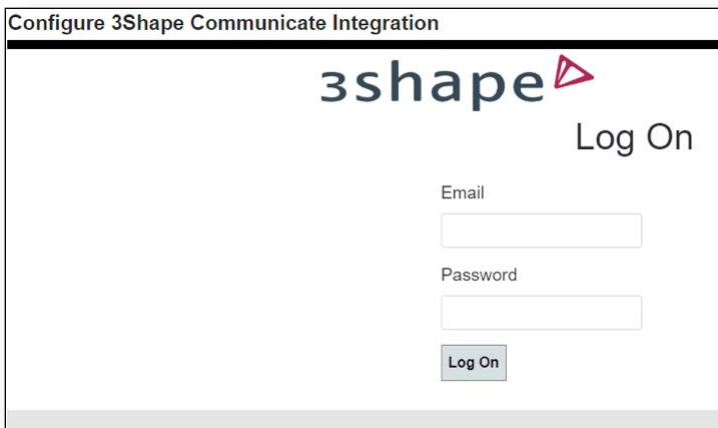 Configure 3Shape Communicate Integration
3shape
Log On
Email
Password
Log On